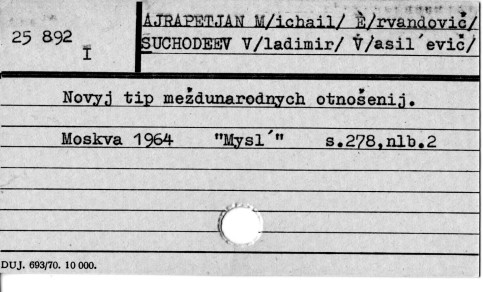 25 892
I
AJRAPETJAN M/ichail/ È/rvandovič/
SUCHODEEV V/ladimir/ V/asil´evič/
Novyj tip meždunarodnych otnošenij.
Moskva 1964 "Mysl´" s.278,nlb.2
DUJ. 693/70. 10 000.